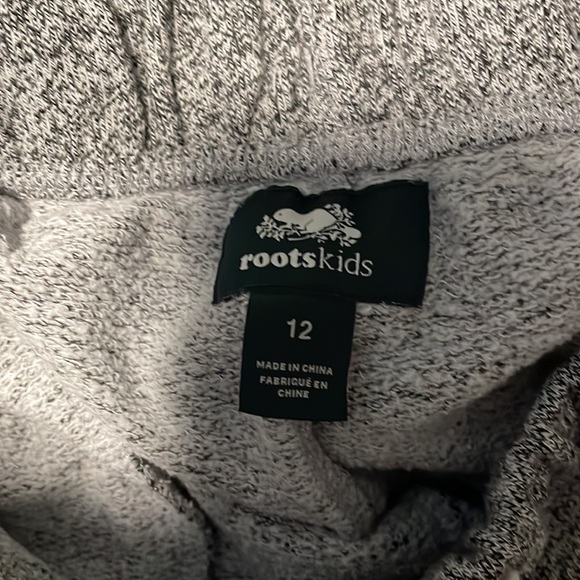 rootskids
12
MADE IN CHINA
FABRIQUÉ EN
CHINE